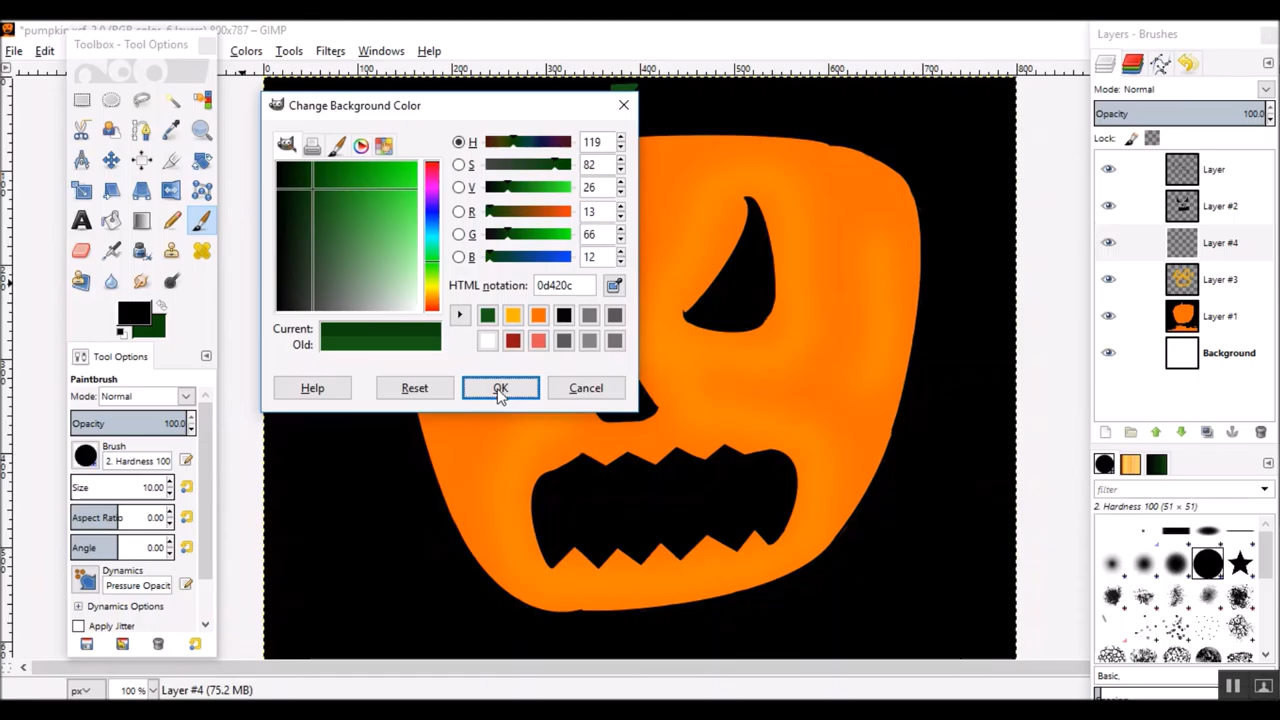 *pumpkin.xcf-2.0 (RGB color, 6 layers) 800x787 – GIMP
File Edit Colors Tools Filters Windows Help
Toolbox - Tool Options
Layers - Brushes
0 100 200 300 400 500 600 700 800
Mode: Normal
Opacity 100.0
Lock:
Layer
Layer #2
Layer #4
Layer #3
Layer #1
Background
Change Background Color
H 119
S 82
V 26
R 13
G 66
B 12
HTML notation: 0d420c
Current:
Old:
Help Reset OK Cancel
Tool Options
Paintbrush
Mode: Normal
Opacity 100.0
Brush
2. Hardness 100
Size 10.00
Aspect Ratio 0.00
Angle 0.00
Dynamics
Pressure Opacit
Dynamics Options
Apply Jitter
filter
2. Hardness 100 (51 × 51)
Basic,
px 100 % Layer #4 (75.2 MB)